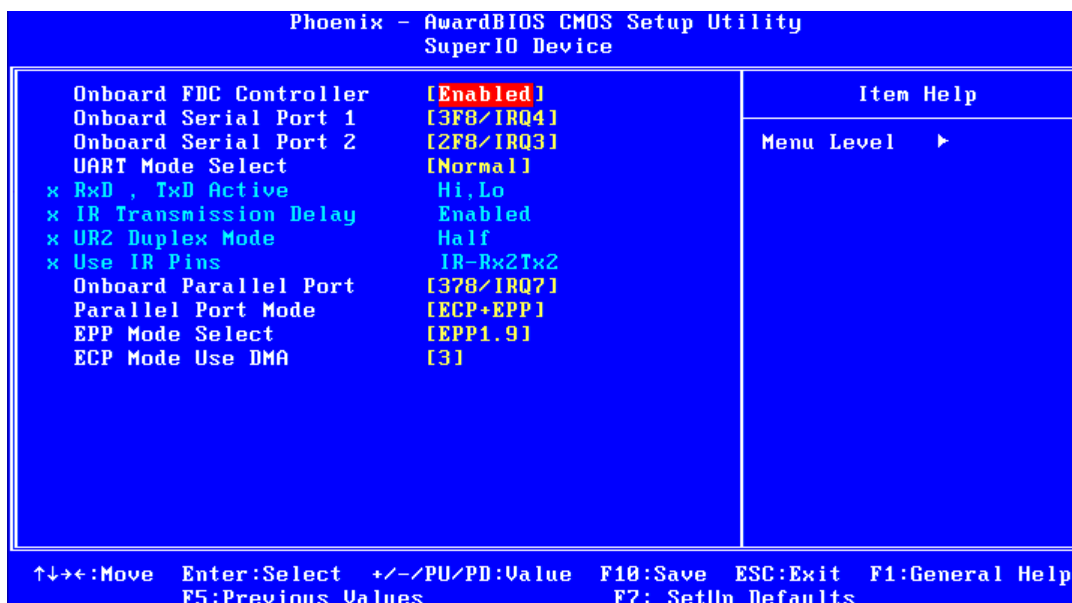 Phoenix - AwardBIOS CMOS Setup Utility
SuperIO Device
Onboard FDC Controller [Enabled]
Onboard Serial Port 1 [3F8/IRQ4]
Onboard Serial Port 2 [2F8/IRQ3]
UART Mode Select [Normal]
x RxD , TxD Active Hi,Lo
x IR Transmission Delay Enabled
x UR2 Duplex Mode Half
x Use IR Pins IR-Rx2Tx2
Onboard Parallel Port [378/IRQ7]
Parallel Port Mode [ECP+EPP]
EPP Mode Select [EPP1.9]
ECP Mode Use DMA [3]
Item Help
Menu Level ►
↑↓→←:Move Enter:Select +/-/PU/PD:Value F10:Save ESC:Exit F1:General Help
F5:Previous Values F7: SetUp Defaults